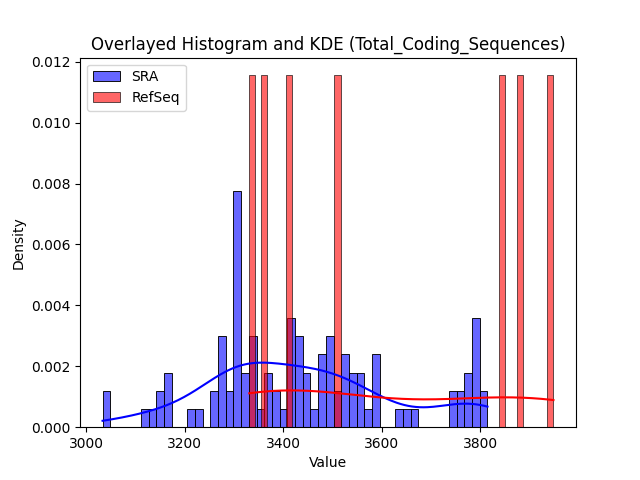 Overlayed Histogram and KDE (Total_Coding_Sequences)
SRA
RefSeq
0.012
0.010
0.008
0.006
0.004
0.002
0.000
Density
3000 3200 3400 3600 3800
Value